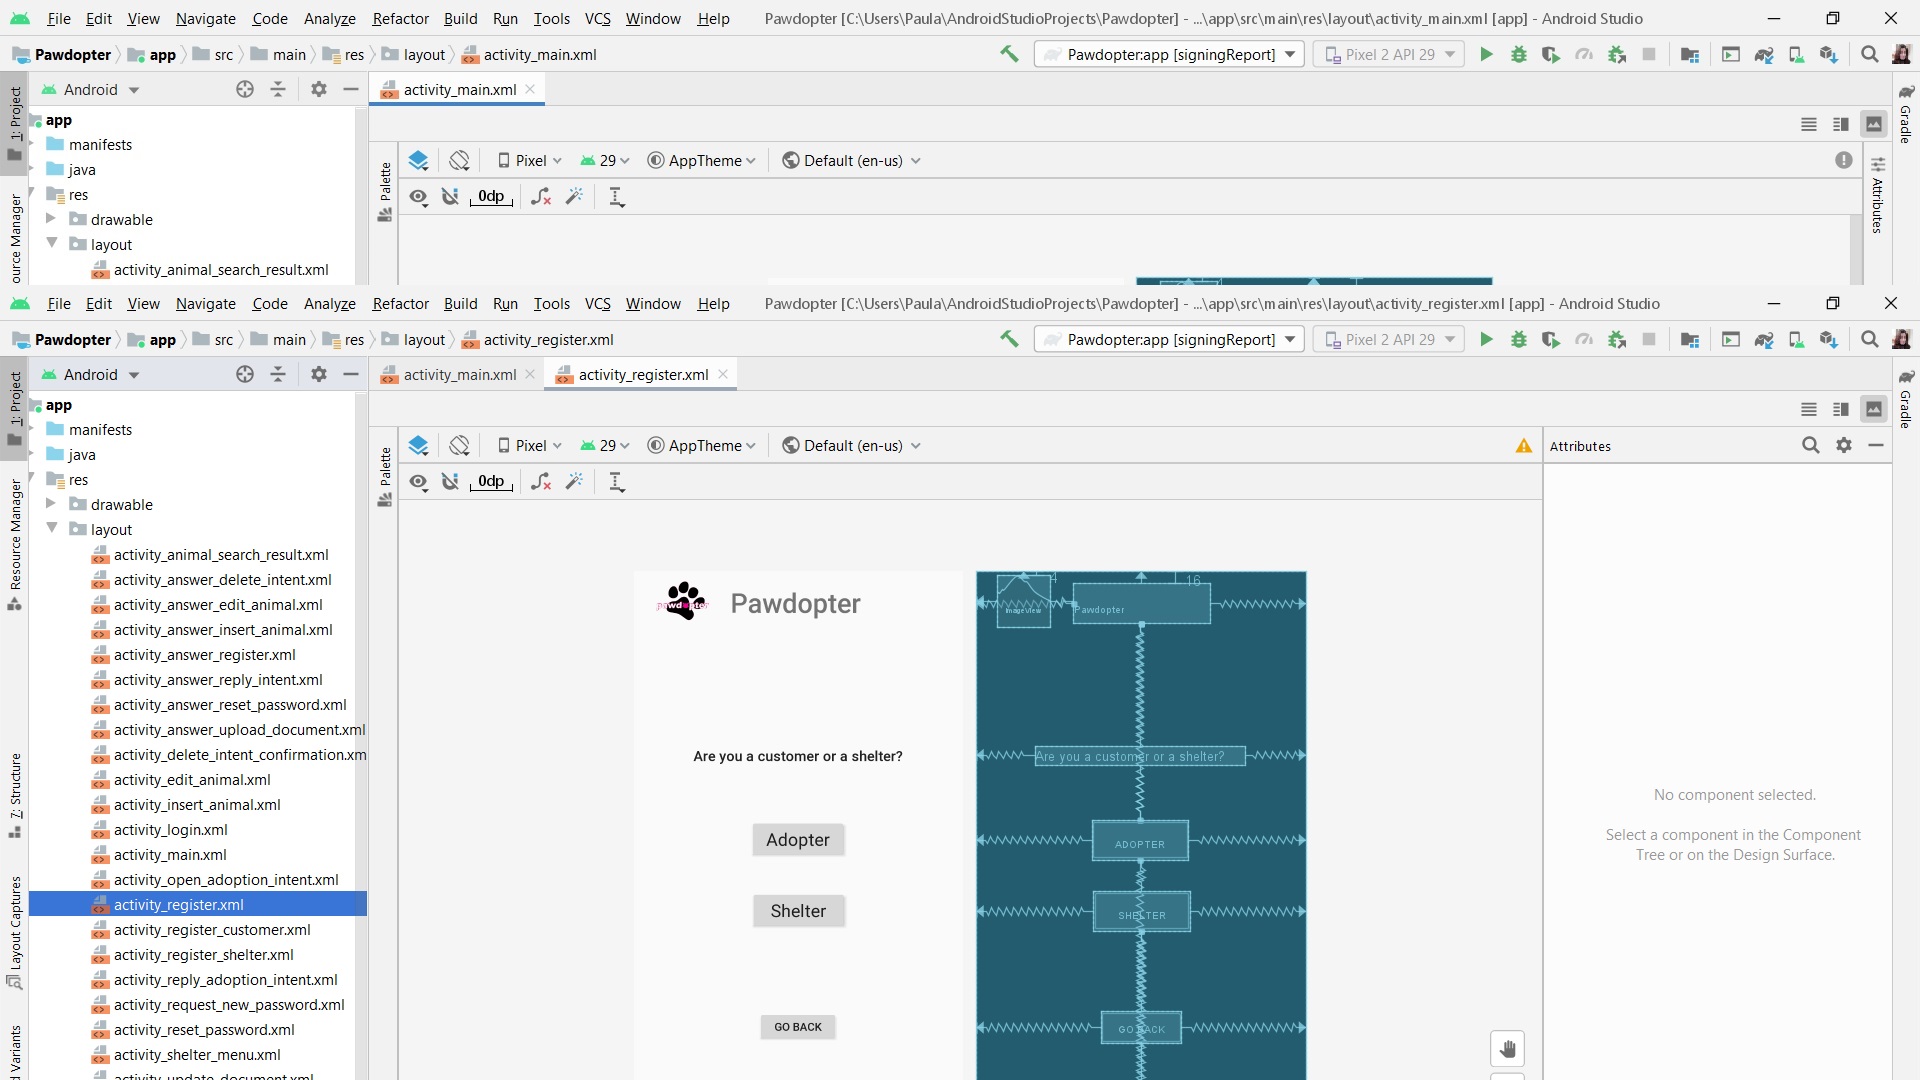 File Edit View Navigate Code Analyze Refactor Build Run Tools VCS Window Help Pawdopter [C:\Users\Paula\AndroidStudioProjects\Pawdopter] - ...\app\src\main\res\layout\activity_main.xml [app] - Android Studio
Pawdopter app src main res layout activity_main.xml Pawdopter:app [signingReport] Pixel 2 API 29
1: Project
Android
activity_main.xml
Gradle
app
manifests
java
res
drawable
layout
activity_animal_search_result.xml
ource Manager
Palette
Pixel 29 AppTheme Default (en-us)
0dp
Attributes
File Edit View Navigate Code Analyze Refactor Build Run Tools VCS Window Help Pawdopter [C:\Users\Paula\AndroidStudioProjects\Pawdopter] - ...\app\src\main\res\layout\activity_register.xml [app] - Android Studio
Pawdopter app src main res layout activity_register.xml Pawdopter:app [signingReport] Pixel 2 API 29
1: Project
Android
activity_main.xml activity_register.xml
Gradle
app
manifests
java
res
drawable
layout
activity_animal_search_result.xml
activity_answer_delete_intent.xml
activity_answer_edit_animal.xml
activity_answer_insert_animal.xml
activity_answer_register.xml
activity_answer_reply_intent.xml
activity_answer_reset_password.xml
activity_answer_upload_document.xml
activity_delete_intent_confirmation.xm
activity_edit_animal.xml
activity_insert_animal.xml
activity_login.xml
activity_main.xml
activity_open_adoption_intent.xml
activity_register.xml
activity_register_customer.xml
activity_register_shelter.xml
activity_reply_adoption_intent.xml
activity_request_new_password.xml
activity_reset_password.xml
activity_shelter_menu.xml
activity_update_document.xml
Resource Manager
7: Structure
Layout Captures
d Variants
Palette
Pixel 29 AppTheme Default (en-us)
0dp
Attributes
pawdopter
Pawdopter
Are you a customer or a shelter?
Adopter
Shelter
GO BACK
4
16
ImageView
Pawdopter
Are you a customer or a shelter?
ADOPTER
SHELTER
GO BACK
No component selected.
Select a component in the Component
Tree or on the Design Surface.